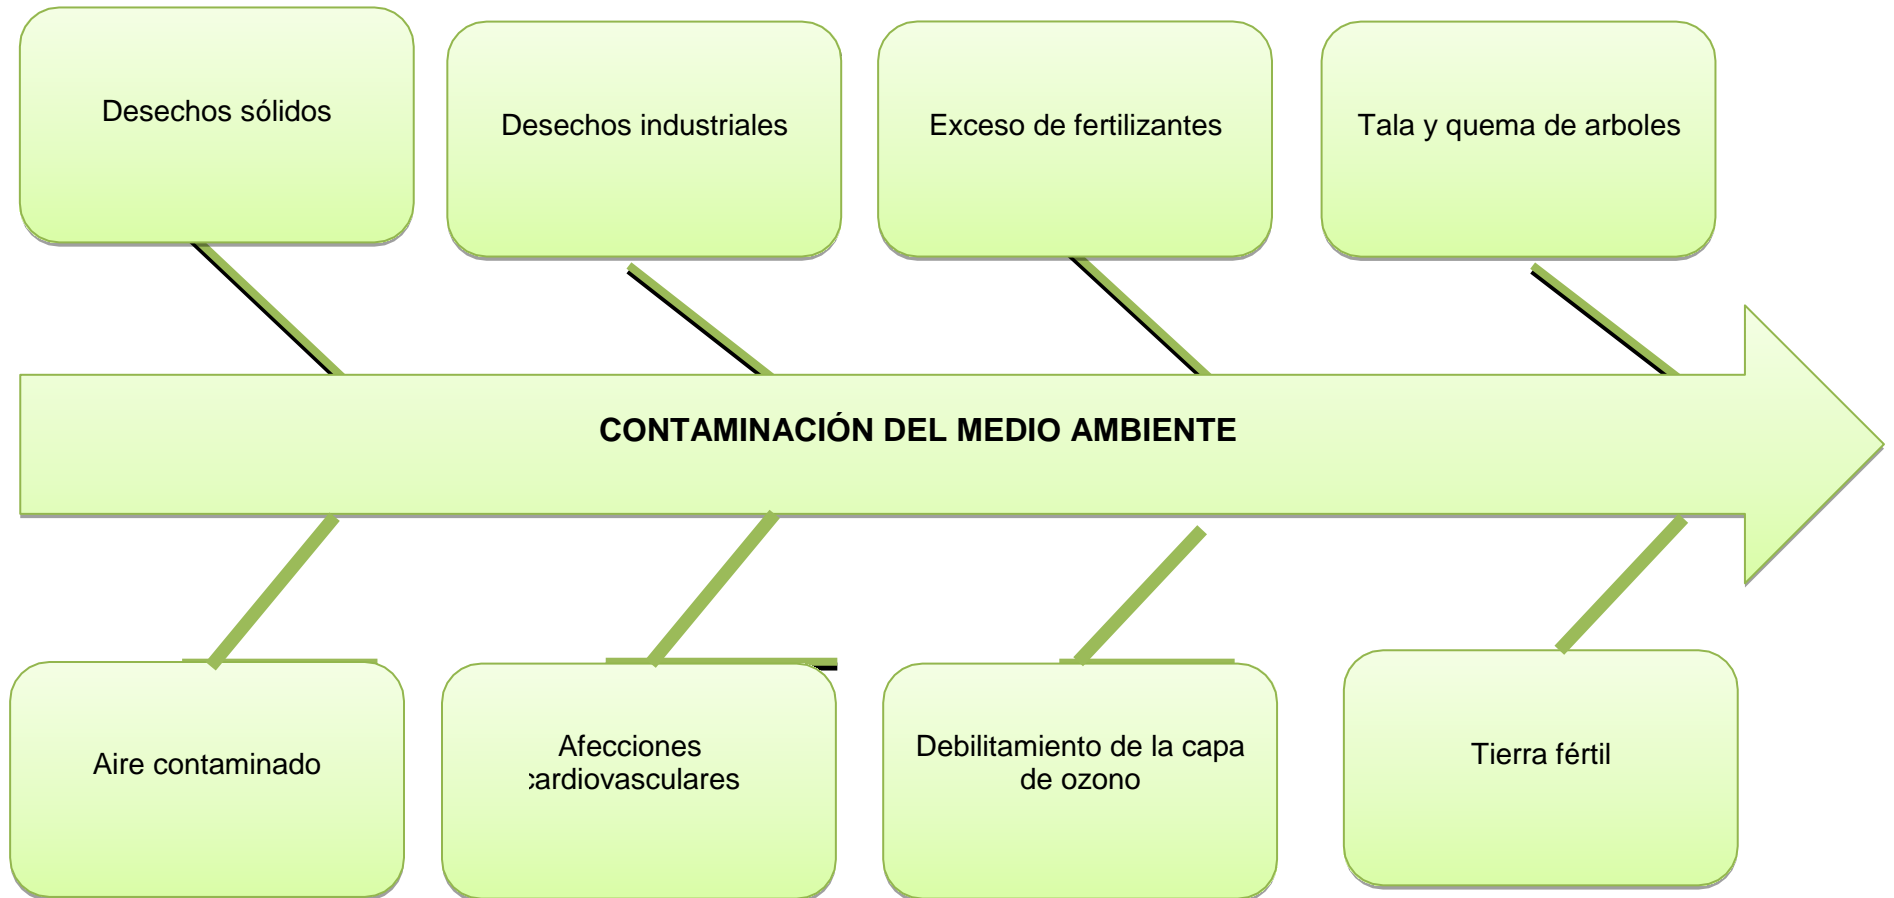 Desechos sólidos
Desechos industriales
Exceso de fertilizantes
Tala y quema de arboles
CONTAMINACIÓN DEL MEDIO AMBIENTE
Aire contaminado
Afecciones
cardiovasculares
Debilitamiento de la capa
de ozono
Tierra fértil